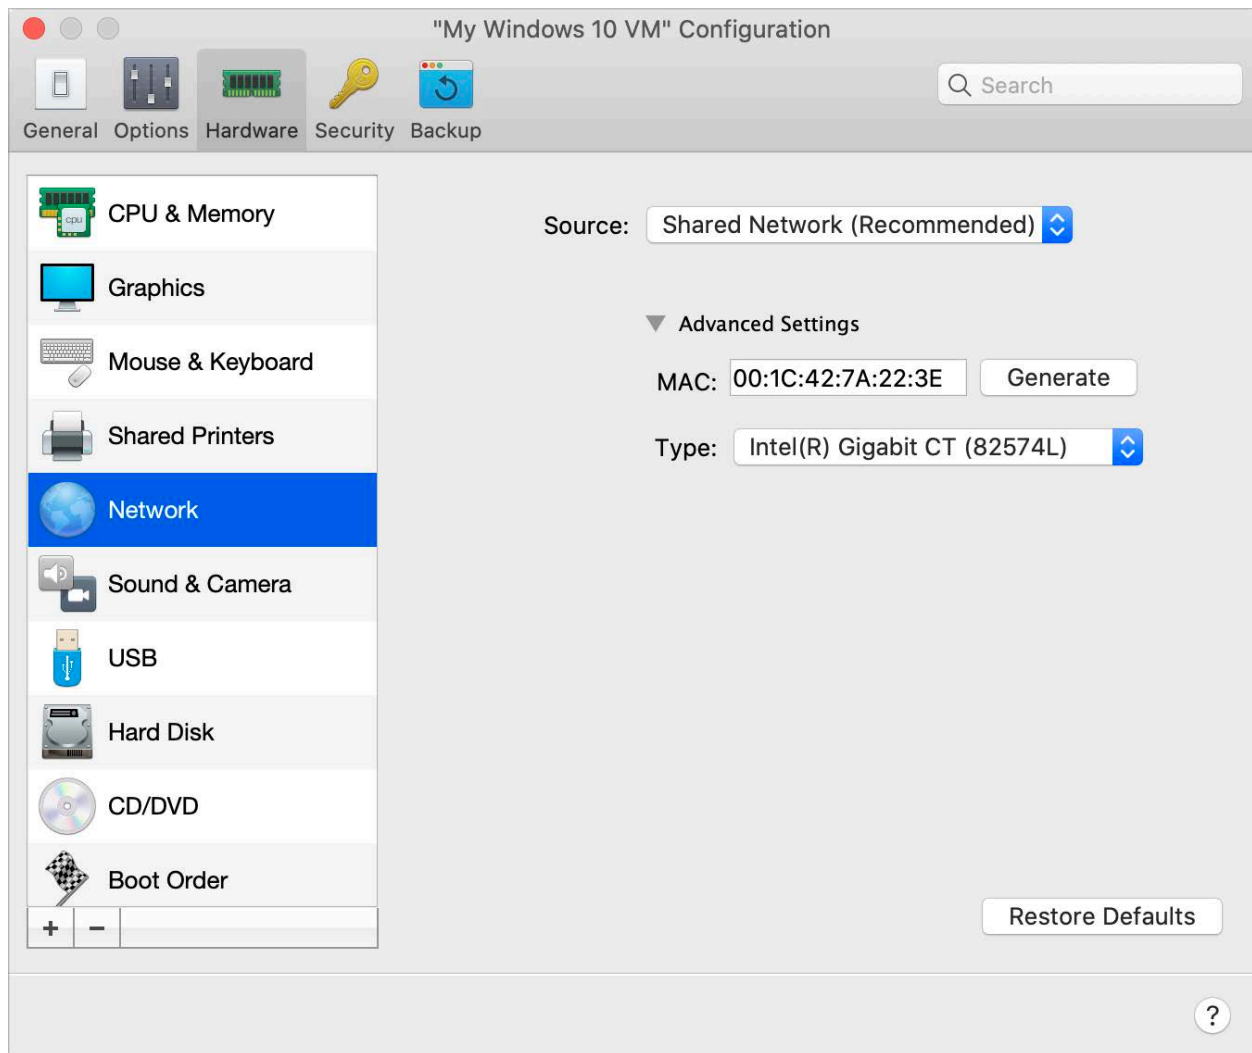 "My Windows 10 VM" Configuration
General Options Hardware Security Backup
Search
CPU & Memory
Graphics
Mouse & Keyboard
Shared Printers
Network
Sound & Camera
USB
Hard Disk
CD/DVD
Boot Order
+ −
Source: Shared Network (Recommended)
Advanced Settings
MAC: 00:1C:42:7A:22:3E Generate
Type: Intel(R) Gigabit CT (82574L)
Restore Defaults
?
cpu